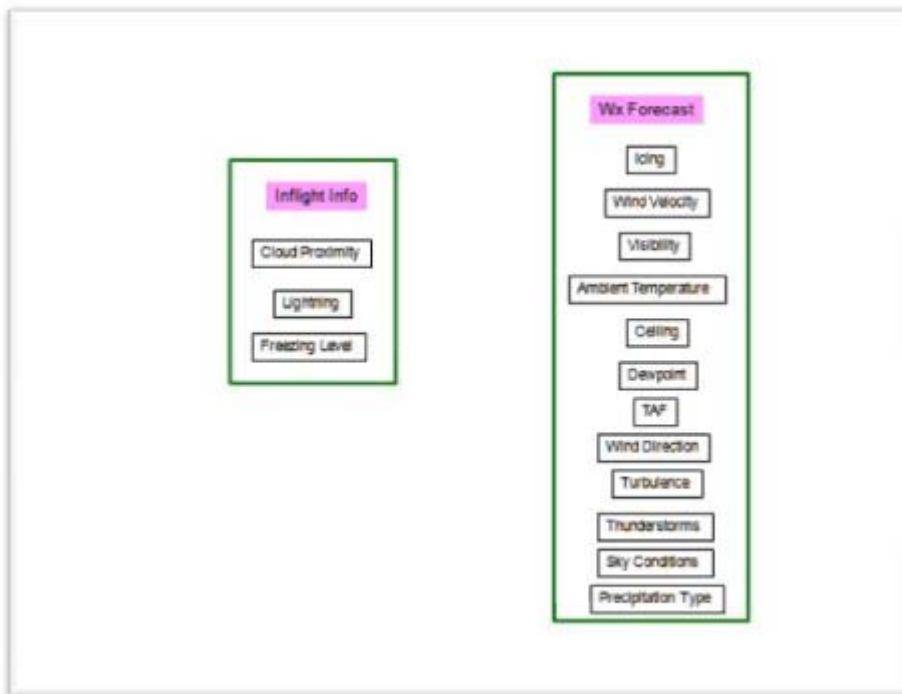 Inflight Info
Cloud Proximity
Lightning
Freezing Level
Wx Forecast
Icing
Wind Velocity
Visibility
Ambient Temperature
Ceiling
Dewpoint
TAF
Wind Direction
Turbulence
Thunderstorms
Sky Conditions
Precipitation Type